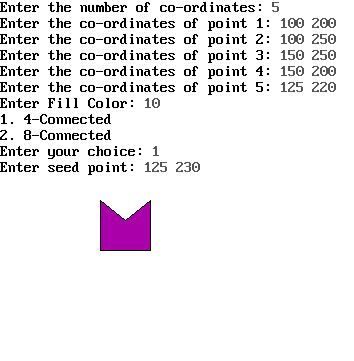 Enter the number of co-ordinates: 5
Enter the co-ordinates of point 1: 100 200
Enter the co-ordinates of point 2: 100 250
Enter the co-ordinates of point 3: 150 250
Enter the co-ordinates of point 4: 150 200
Enter the co-ordinates of point 5: 125 220
Enter Fill Color: 10
1. 4-Connected
2. 8-Connected
Enter your choice: 1
Enter seed point: 125 230